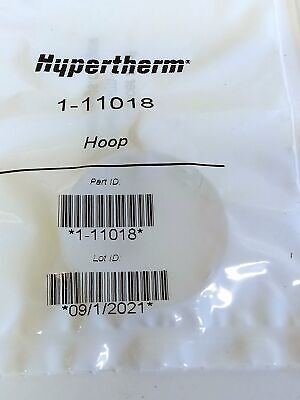 Hypertherm®
1-11018
Hoop
Part ID:
*1-11018*
Lot ID:
*09/1/2021*